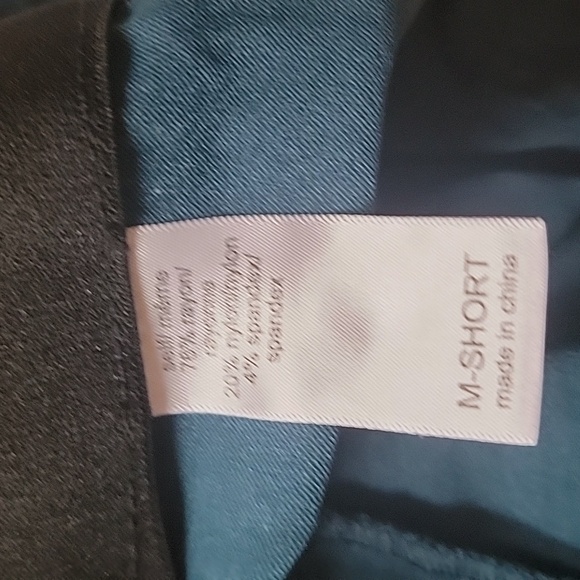 self/même
76% rayon/
rayonne
20% nylon/nylon
4% spandex/
spandex
M-SHORT
made in china